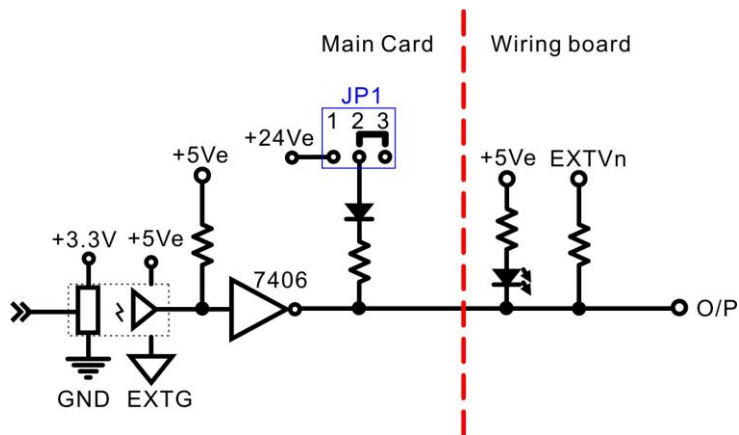 Main Card Wiring board
JP1
1 2 3
+24Ve
+5Ve
+5Ve EXTVn
+3.3V +5Ve
7406
O/P
GND EXTG